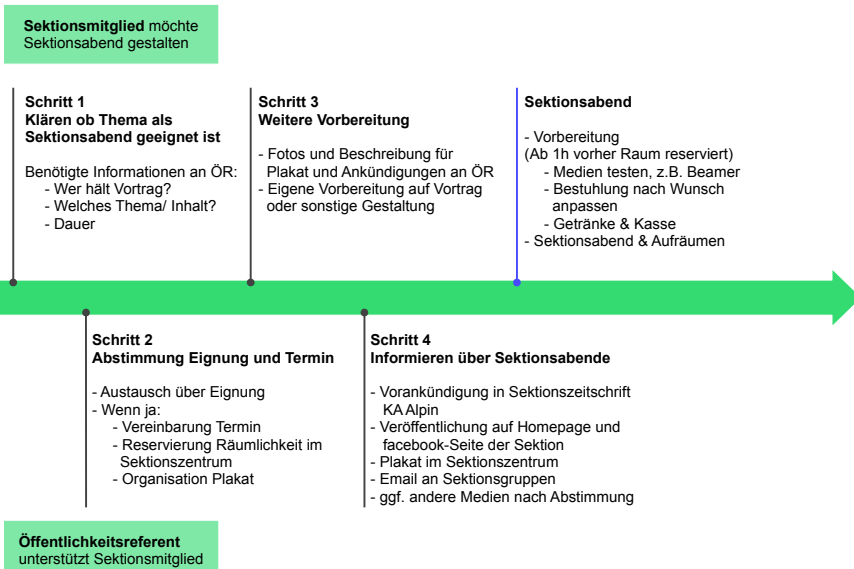 Sektionsmitglied möchte
Sektionsabend gestalten
Schritt 1
Klären ob Thema als
Sektionsabend geeignet ist
Benötigte Informationen an ÖR:
- Wer hält Vortrag?
- Welches Thema/ Inhalt?
- Dauer
Schritt 3
Weitere Vorbereitung
- Fotos und Beschreibung für
Plakat und Ankündigungen an ÖR
- Eigene Vorbereitung auf Vortrag
oder sonstige Gestaltung
Sektionsabend
- Vorbereitung
(Ab 1h vorher Raum reserviert)
- Medien testen, z.B. Beamer
- Bestuhlung nach Wunsch
anpassen
- Getränke & Kasse
- Sektionsabend & Aufräumen
Schritt 2
Abstimmung Eignung und Termin
- Austausch über Eignung
- Wenn ja:
- Vereinbarung Termin
- Reservierung Räumlichkeit im
Sektionszentrum
- Organisation Plakat
Schritt 4
Informieren über Sektionsabende
- Vorankündigung in Sektionszeitschrift
KA Alpin
- Veröffentlichung auf Homepage und
facebook-Seite der Sektion
- Plakat im Sektionszentrum
- Email an Sektionsgruppen
- ggf. andere Medien nach Abstimmung
Öffentlichkeitsreferent
unterstützt Sektionsmitglied